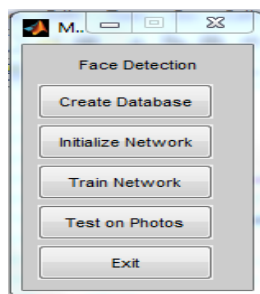 M..
Face Detection
Create Database
Initialize Network
Train Network
Test on Photos
Exit